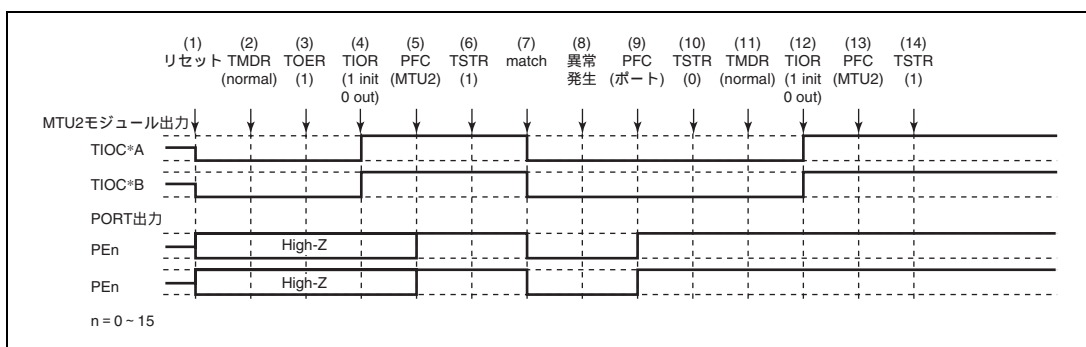 (1) (2) (3) (4) (5) (6) (7) (8) (9) (10) (11) (12) (13) (14)
リセット TMDR TOER TIOR PFC TSTR match 異常 PFC TSTR TMDR TIOR PFC TSTR
(normal) (1) (1 init (MTU2) (1) 発生 (ポート) (0) (normal) (1 init (MTU2) (1)
0 out) 0 out)
MTU2モジュール出力
TIOC*A
TIOC*B
PORT出力
PEn High-Z
PEn High-Z
n = 0 ~ 15